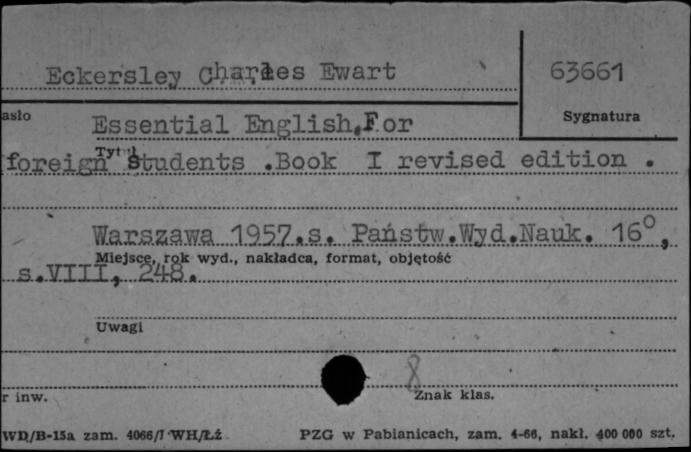 Eckersley Charles Ewart
63661
asło
Sygnatura
Essential English.For
Tytuł
foreign students .Book I revised edition .
Warszawa 1957.s. Państw.Wyd.Nauk. 16°,
Miejsce, rok wyd., nakładca, format, objętość
s.VIII, 248.
Uwagi
8
r inw.
Znak klas.
WD/B-15a zam. 4066/I WH/Łż
PZG w Pabianicach, zam. 4-66, nakł. 400 000 szt.